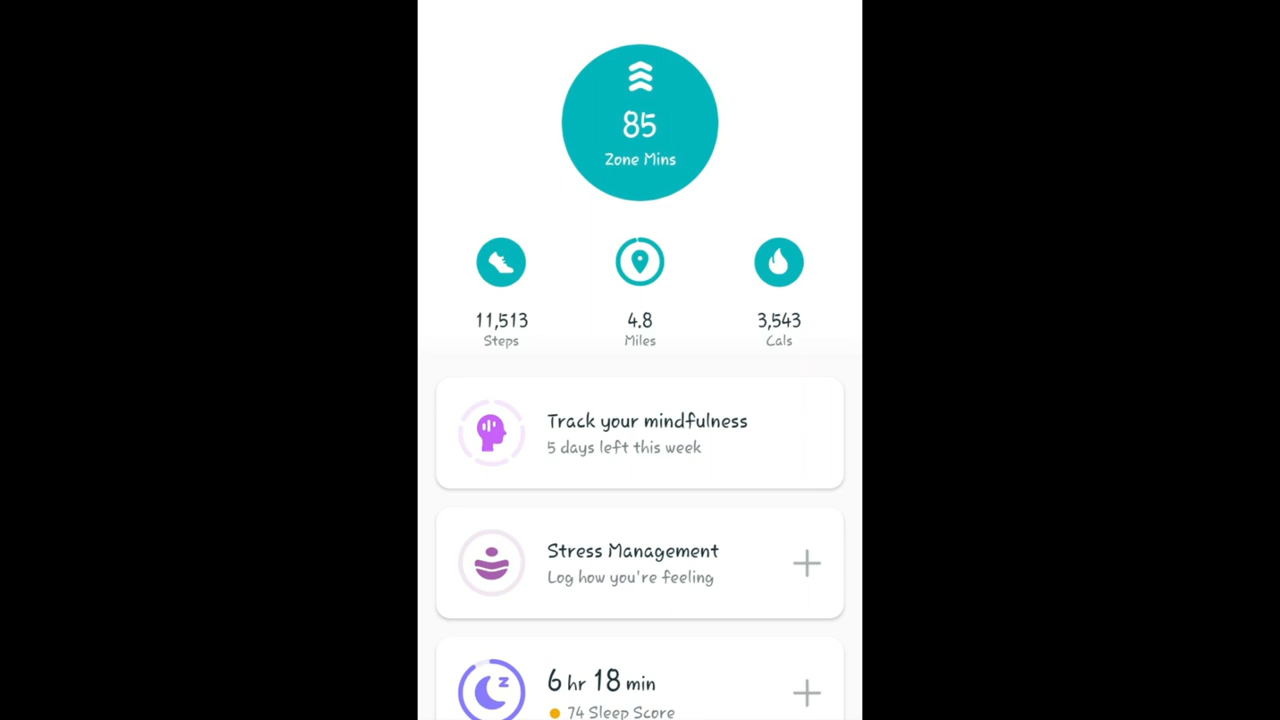 85
Zone Mins
11,513 4.8 3,543
Steps Miles Cals
Track your mindfulness
5 days left this week
Stress Management
Log how you're feeling
6 hr 18 min
74 Sleep Score